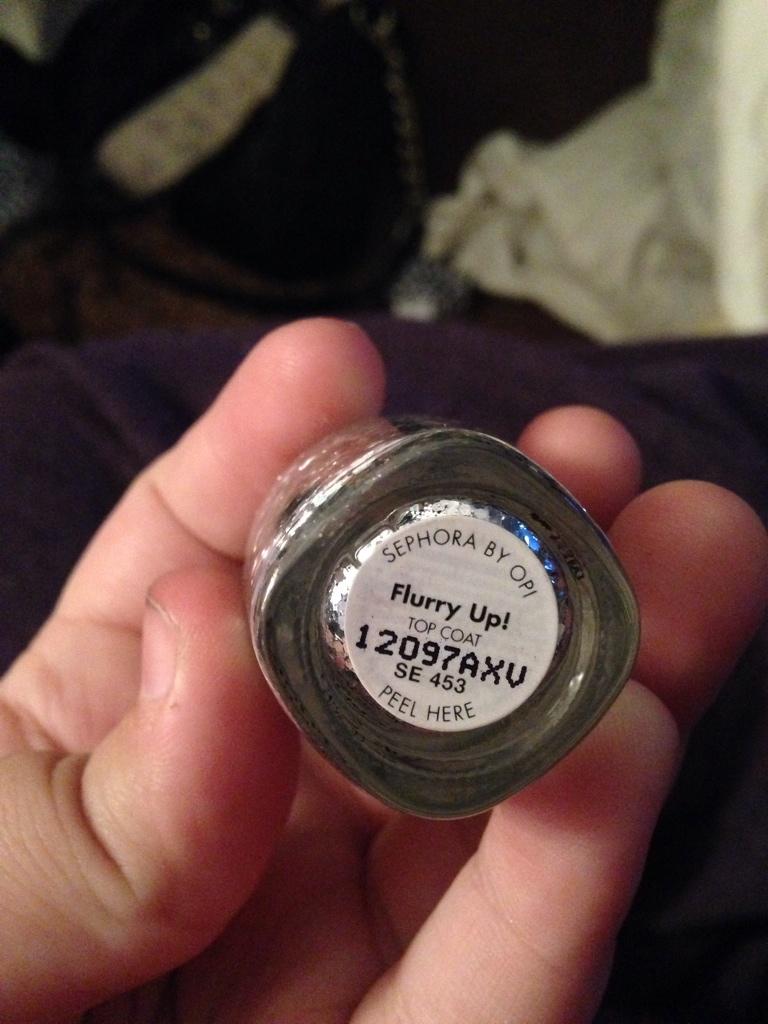 SEPHORA BY OPI
Flurry Up!
TOP COAT
12097AXV
SE 453
PEEL HERE